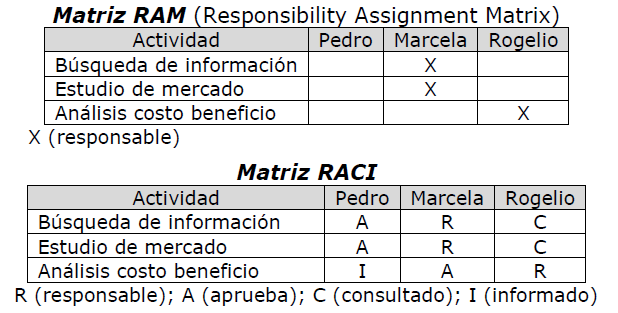 Matriz RAM (Responsibility Assignment Matrix)
Actividad Pedro Marcela Rogelio
Búsqueda de información X
Estudio de mercado X
Análisis costo beneficio X
X (responsable)
Matriz RACI
Actividad Pedro Marcela Rogelio
Búsqueda de información A R C
Estudio de mercado A R C
Análisis costo beneficio I A R
R (responsable); A (aprueba); C (consultado); I (informado)